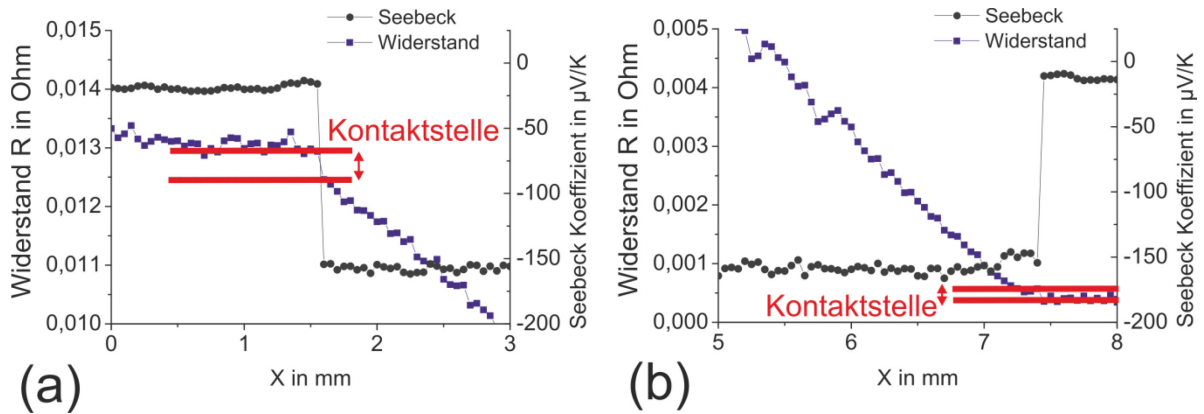 Seebeck
Widerstand
Widerstand R in Ohm
0,015
0,014
0,013
0,012
0,011
0,010
Kontaktstelle
0
-50
-100
-150
-200
Seebeck Koeffizient in µV/K
0
1
2
3
X in mm
(a)
Seebeck
Widerstand
Widerstand R in Ohm
0,005
0,004
0,003
0,002
0,001
0,000
Kontaktstelle
0
-50
-100
-150
-200
Seebeck Koeffizient in µV/K
5
6
7
8
X in mm
(b)